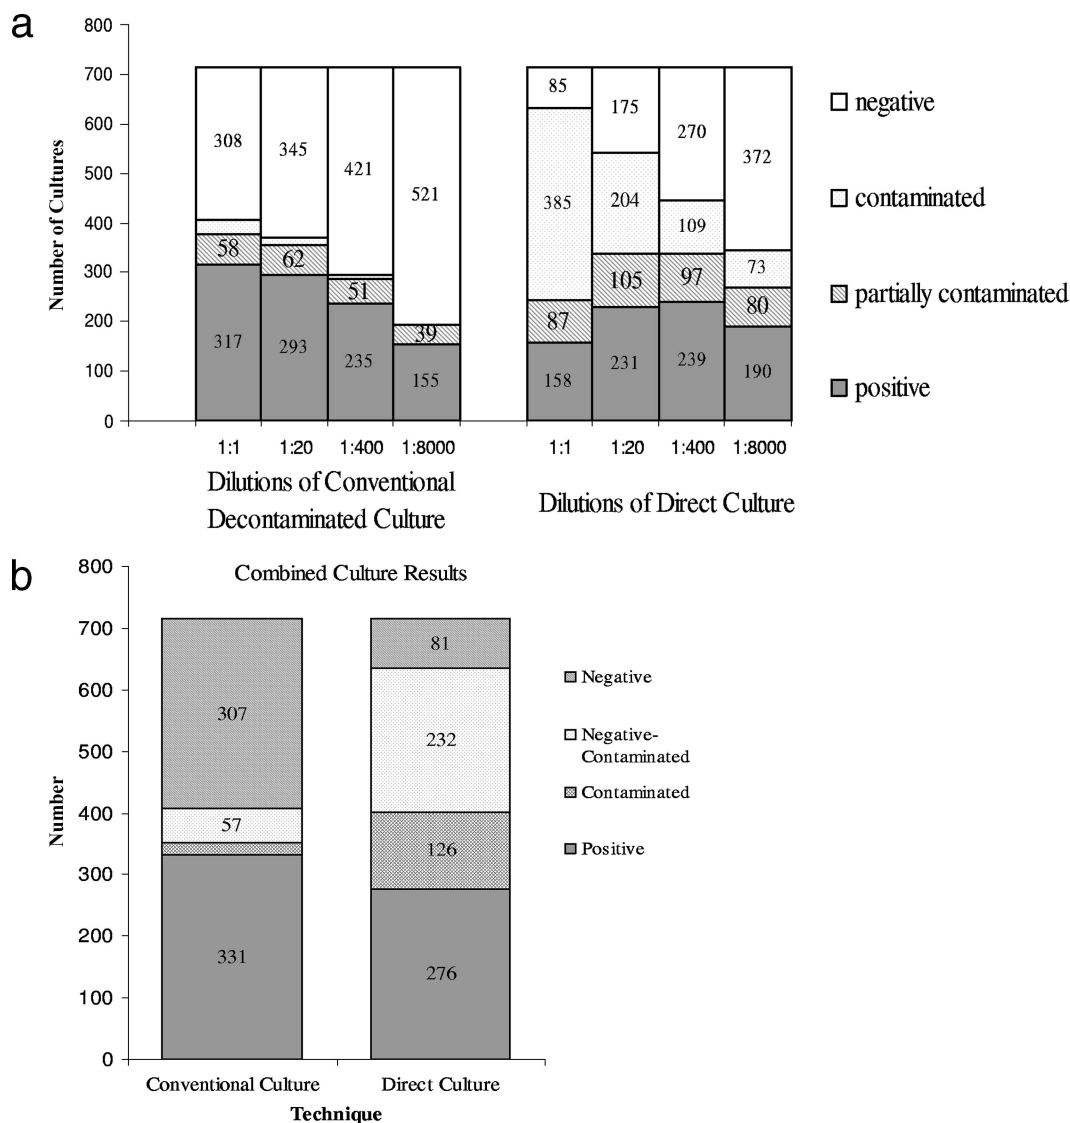 a
800
700
600
500
400
300
200
100
0
Number of Cultures
308
58
317
345
62
293
421
51
235
521
39
155
85
385
87
158
175
204
105
231
270
109
97
239
372
73
80
190
1:1 1:20 1:400 1:8000
1:1 1:20 1:400 1:8000
Dilutions of Conventional
Decontaminated Culture
Dilutions of Direct Culture
negative
contaminated
partially contaminated
positive
b
Combined Culture Results
800
700
600
500
400
300
200
100
0
Number
307
57
331
81
232
126
276
Negative
Negative-
Contaminated
Contaminated
Positive
Conventional Culture Direct Culture
Technique